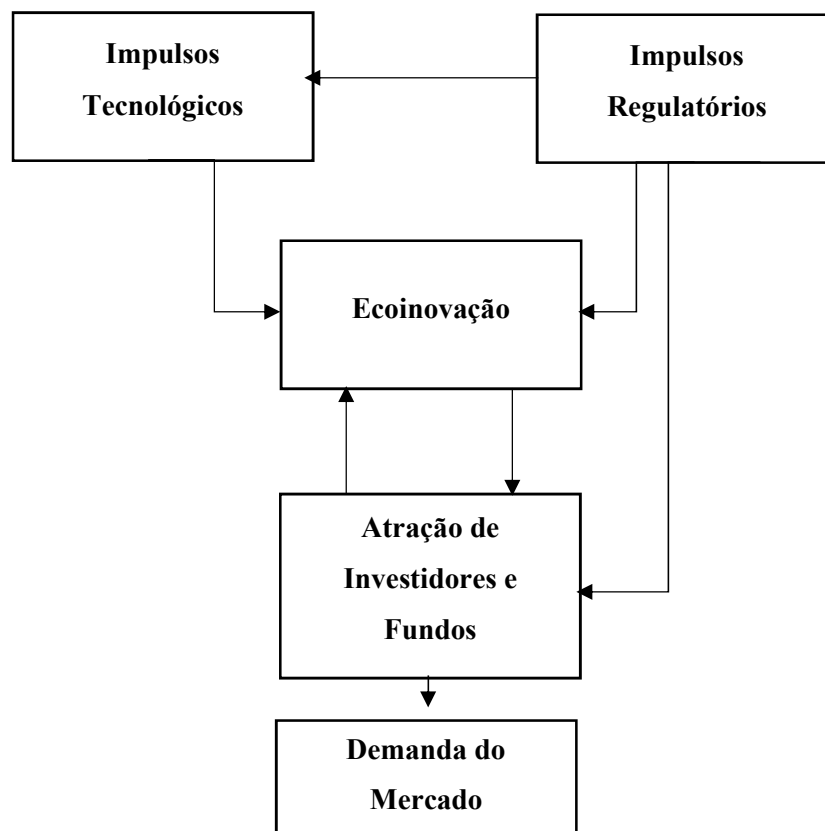 Impulsos
Tecnológicos
Impulsos
Regulatórios
Ecoinovação
Atração de
Investidores e
Fundos
Demanda do
Mercado